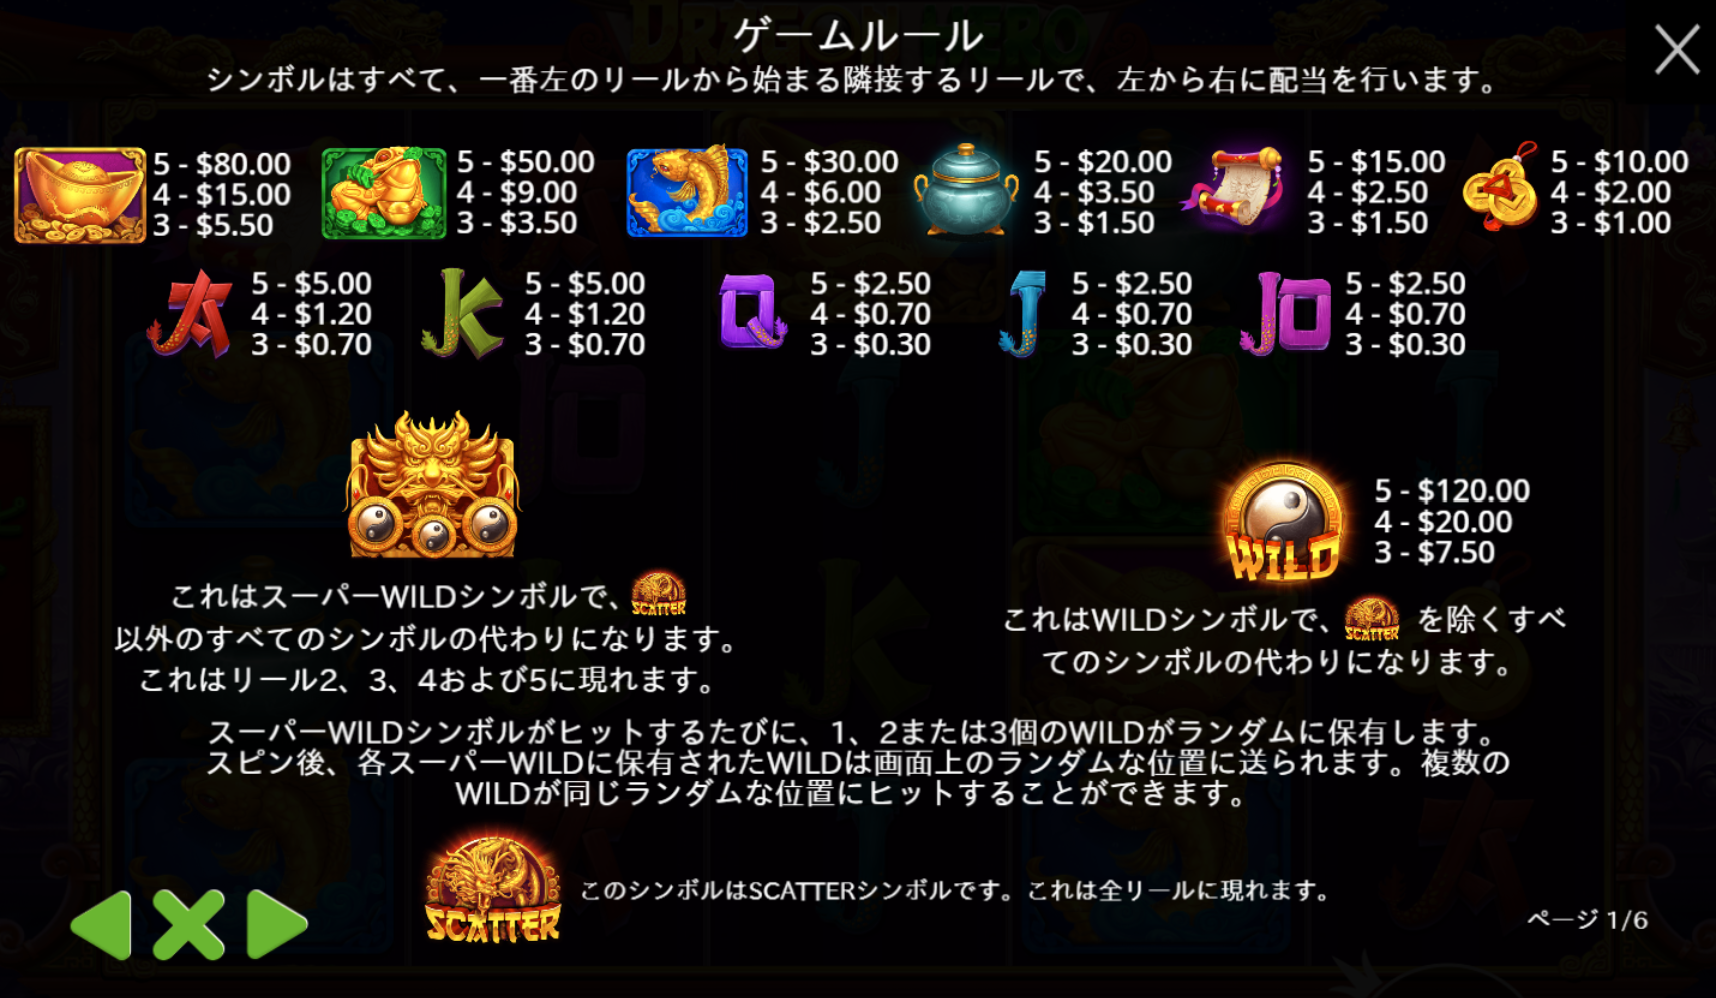 ゲームルール
シンボルはすべて、一番左のリールから始まる隣接するリールで、左から右に配当を行います。
5 - $80.00
4 - $15.00
3 - $5.50
5 - $50.00
4 - $9.00
3 - $3.50
5 - $30.00
4 - $6.00
3 - $2.50
5 - $20.00
4 - $3.50
3 - $1.50
5 - $15.00
4 - $2.50
3 - $1.50
5 - $10.00
4 - $2.00
3 - $1.00
A
5 - $5.00
4 - $1.20
3 - $0.70
K
5 - $5.00
4 - $1.20
3 - $0.70
Q
5 - $2.50
4 - $0.70
3 - $0.30
J
5 - $2.50
4 - $0.70
3 - $0.30
10
5 - $2.50
4 - $0.70
3 - $0.30
WILD
5 - $120.00
4 - $20.00
3 - $7.50
これはスーパーWILDシンボルで、SCATTER
以外のすべてのシンボルの代わりになります。
これはリール2、3、4および5に現れます。
これはWILDシンボルで、SCATTER を除くすべ
てのシンボルの代わりになります。
スーパーWILDシンボルがヒットするたびに、1、2または3個のWILDがランダムに保有します。
スピン後、各スーパーWILDに保有されたWILDは画面上のランダムな位置に送られます。複数の
WILDが同じランダムな位置にヒットすることができます。
SCATTER
このシンボルはSCATTERシンボルです。これは全リールに現れます。
ページ 1/6